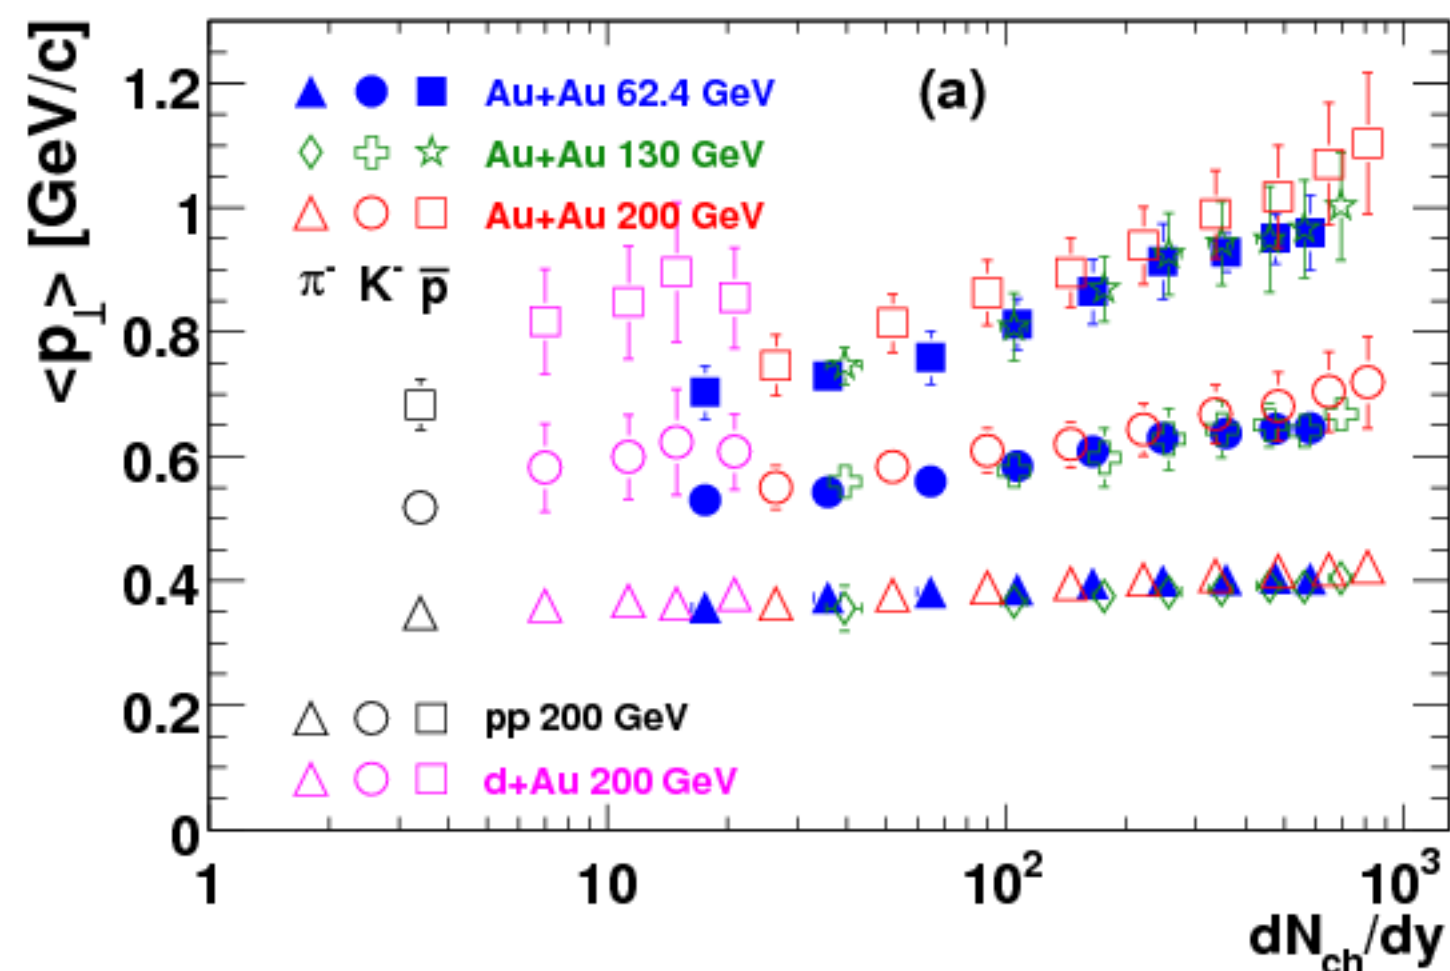 <p⊥> [GeV/c]
1.2
1
0.8
0.6
0.4
0.2
0
Au+Au 62.4 GeV
(a)
Au+Au 130 GeV
Au+Au 200 GeV
π⁻ K⁻ p̅
pp 200 GeV
d+Au 200 GeV
1 10 10² 10³
dN_ch/dy